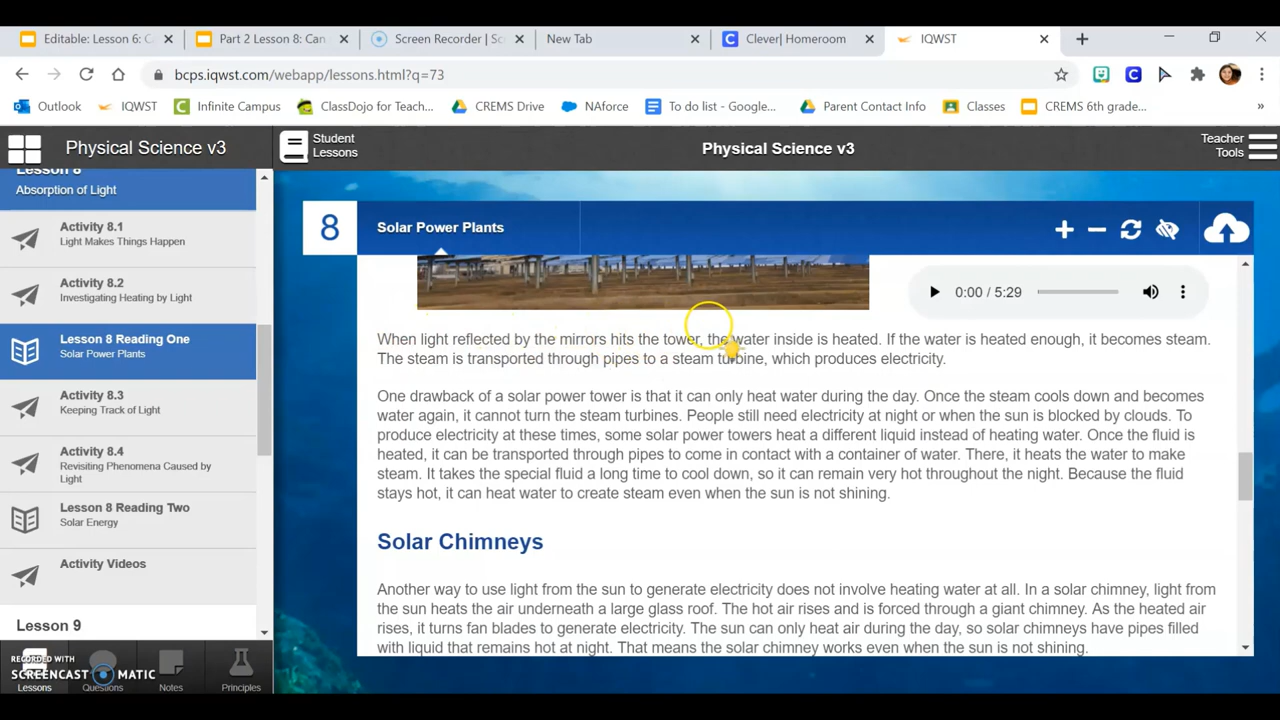 Editable: Lesson 6: C
Part 2 Lesson 8: Can
Screen Recorder | Sc
New Tab
Clever| Homeroom
IQWST
bcps.iqwst.com/webapp/lessons.html?q=73
Outlook
IQWST
Infinite Campus
ClassDojo for Teach...
CREMS Drive
NAforce
To do list - Google...
Parent Contact Info
Classes
CREMS 6th grade...
»
Physical Science v3
Student
Lessons
Physical Science v3
Teacher
Tools
Lesson 8
Absorption of Light
Activity 8.1
Light Makes Things Happen
Activity 8.2
Investigating Heating by Light
Lesson 8 Reading One
Solar Power Plants
Activity 8.3
Keeping Track of Light
Activity 8.4
Revisiting Phenomena Caused by
Light
Lesson 8 Reading Two
Solar Energy
Activity Videos
Lesson 9
Lessons
Questions
Notes
Principles
RECORDED WITH
SCREENCAST MATIC
8
Solar Power Plants
0:00 / 5:29
When light reflected by the mirrors hits the tower, the water inside is heated. If the water is heated enough, it becomes steam.
The steam is transported through pipes to a steam turbine, which produces electricity.
One drawback of a solar power tower is that it can only heat water during the day. Once the steam cools down and becomes
water again, it cannot turn the steam turbines. People still need electricity at night or when the sun is blocked by clouds. To
produce electricity at these times, some solar power towers heat a different liquid instead of heating water. Once the fluid is
heated, it can be transported through pipes to come in contact with a container of water. There, it heats the water to make
steam. It takes the special fluid a long time to cool down, so it can remain very hot throughout the night. Because the fluid
stays hot, it can heat water to create steam even when the sun is not shining.
Solar Chimneys
Another way to use light from the sun to generate electricity does not involve heating water at all. In a solar chimney, light from
the sun heats the air underneath a large glass roof. The hot air rises and is forced through a giant chimney. As the heated air
rises, it turns fan blades to generate electricity. The sun can only heat air during the day, so solar chimneys have pipes filled
with liquid that remains hot at night. That means the solar chimney works even when the sun is not shining.